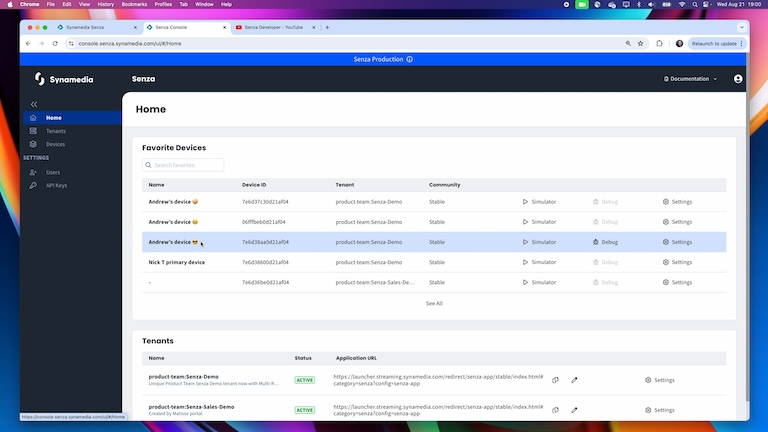 Chrome File Edit View History Bookmarks Profiles Tab Window Help Wed Aug 21 19:00
Synamedia Senza Senza Console Senza Developer - YouTube
console.senza.synamedia.com/ui/#/Home Relaunch to update
Senza Production
Synamedia Senza Documentation
Home
Tenants
Devices
SETTINGS
Users
API Keys
Home
Favorite Devices
Search favorites
Name Device ID Tenant Community
Andrew's device 7e6d37c30d21af04 product-team:Senza-Demo Stable Simulator Debug Settings
Andrew's device 06fffbeb0d21af04 product-team:Senza-Demo Stable Simulator Debug Settings
Andrew's device 😎 7e6d38aa0d21af04 product-team:Senza-Demo Stable Simulator Debug Settings
Nick T primary device 7e6d38600d21af04 product-team:Senza-Demo Stable Simulator Debug Settings
- 7e6d36be0d21af04 product-team:Senza-Sales-De... Stable Simulator Debug Settings
See All
Tenants
Name Status Application URL
product-team:Senza-Demo
Unique Product Team Senza Demo tenant now with Multi-R...
ACTIVE
https://launcher.streaming.synamedia.com/redirect/senza-app/stable/index.html#
category=senza?config=senza-app
Settings
product-team:Senza-Sales-Demo
Created by Matisse portal
ACTIVE
https://launcher.streaming.synamedia.com/redirect/senza-app/stable/index.html#
category=senza?config=senza-app
Settings
https://console.senza.synamedia.com/ui/#/Home